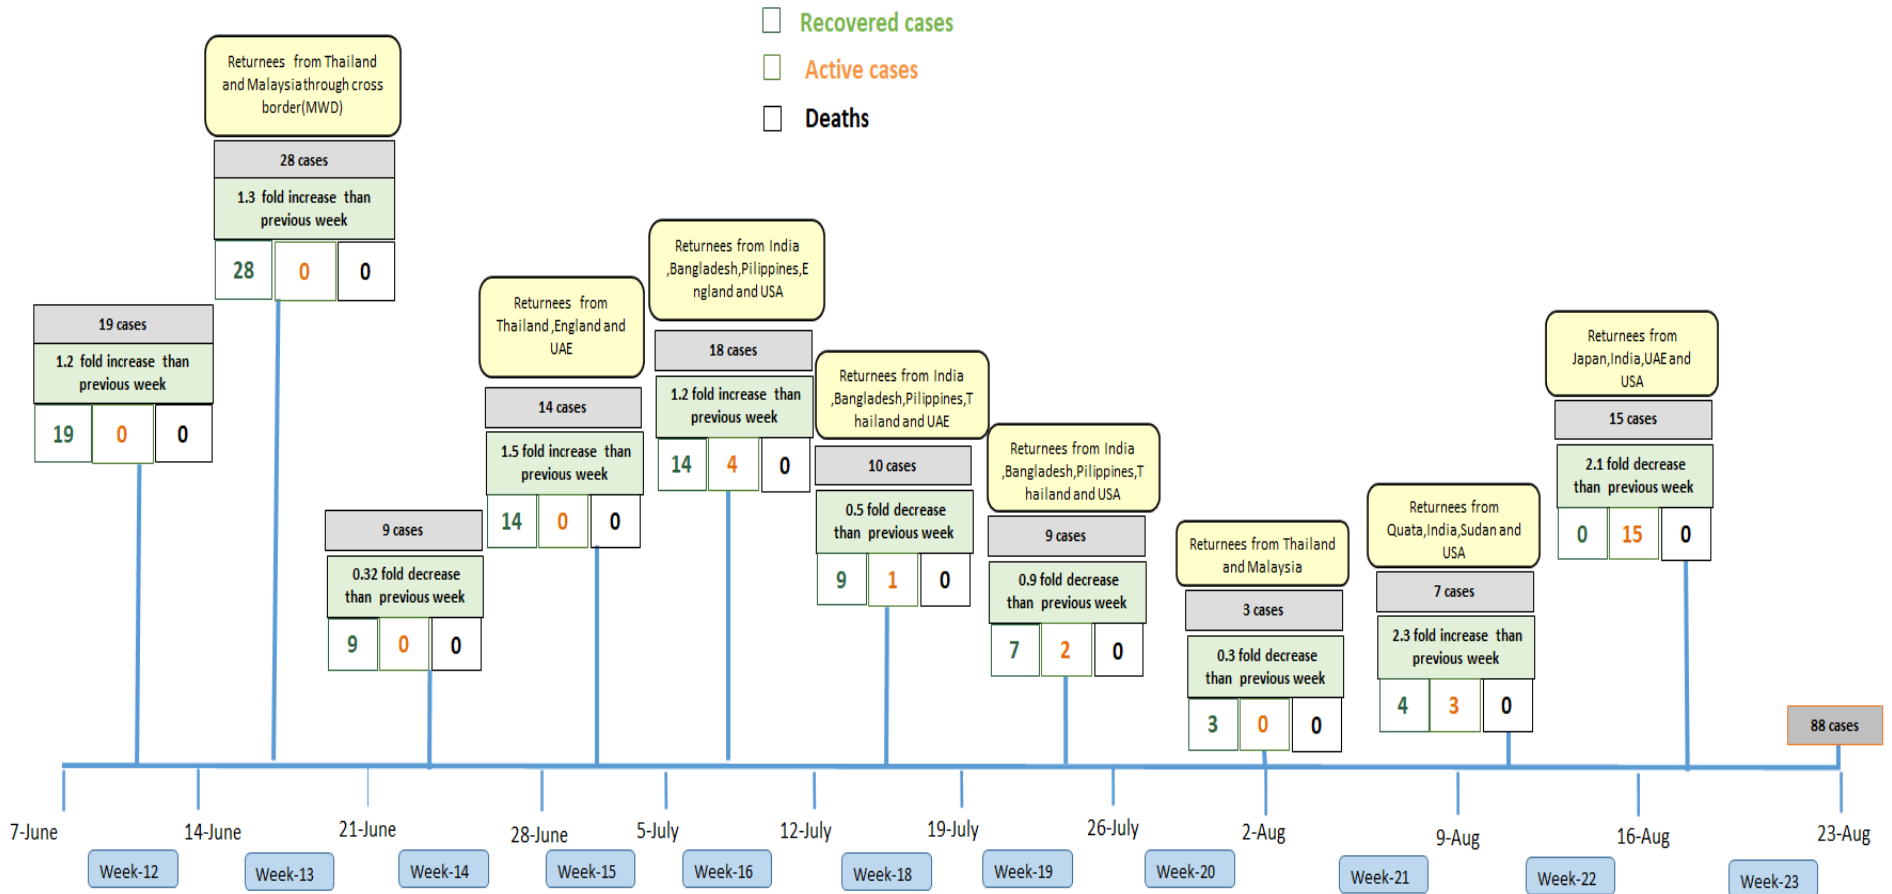 Recovered cases
Active cases
Deaths
19 cases
1.2 fold increase than
previous week
19 0 0
Returnees from Thailand
and Malaysiathrough cross
border(MWD)
28 cases
1.3 fold increase than
previous week
28 0 0
9 cases
0.32 fold decrease
than previous week
9 0 0
Returnees from
Thailand ,England and
UAE
14 cases
1.5 fold increase than
previous week
14 0 0
Returnees from India
,Bangladesh,Pilippines,E
ngland and USA
18 cases
1.2 fold increase than
previous week
14 4 0
Returnees from India
,Bangladesh,Pilippines,T
hailand and UAE
10 cases
0.5 fold decrease
than previous week
9 1 0
Returnees from India
,Bangladesh,Pilippines,T
hailand and USA
9 cases
0.9 fold decrease
than previous week
7 2 0
Returnees from Thailand
and Malaysia
3 cases
0.3 fold decrease
than previous week
3 0 0
Returnees from
Quata,India,Sudan and
USA
7 cases
2.3 fold increase than
previous week
4 3 0
Returnees from
Japan,India,UAE and
USA
15 cases
2.1 fold decrease
than previous week
0 15 0
88 cases
7-June 14-June 21-June 28-June 5-July 12-July 19-July 26-July 2-Aug 9-Aug 16-Aug 23-Aug
Week-12 Week-13 Week-14 Week-15 Week-16 Week-18 Week-19 Week-20 Week-21 Week-22 Week-23